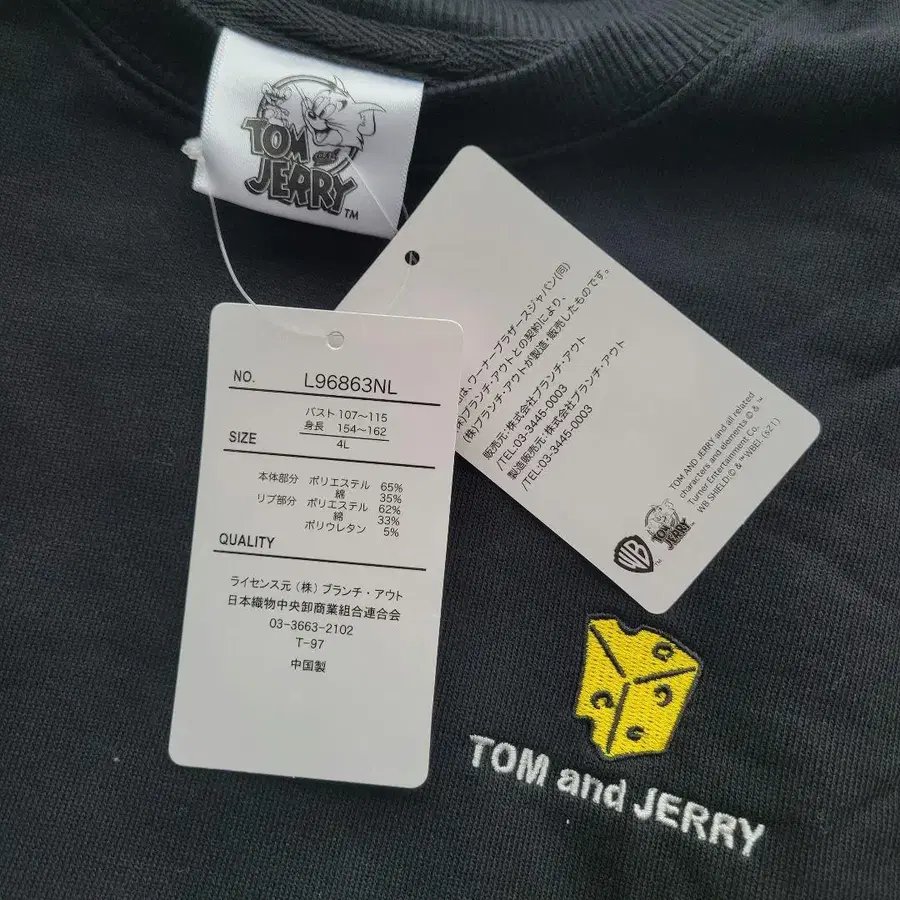 TOM AND JERRY™
NO. L96863NL
バスト 107〜115
身長 154〜162
SIZE 4L
本体部分 ポリエステル 65%
綿 35%
リブ部分 ポリエステル 62%
綿 33%
ポリウレタン 5%
QUALITY
ライセンス元 (株) ブランチ・アウト
日本織物中央卸商業組合連合会
03-3663-2102
T-97
中国製
は、ワーナーブラザースジャパン(同)
ブランチ・アウトとの契約により、
(株)ブランチ・アウトが製造・販売したものです。
販売元:株式会社ブランチ・アウト
/TEL:03-3445-0003
製造販売元:株式会社ブランチ・アウト
/TEL:03-3445-0003
WB™
TOM JERRY
TOM AND JERRY and all related
characters and elements © & ™
Turner Entertainment Co.
WB SHIELD: © & ™ WBEI. (s21)
TOM and JERRY